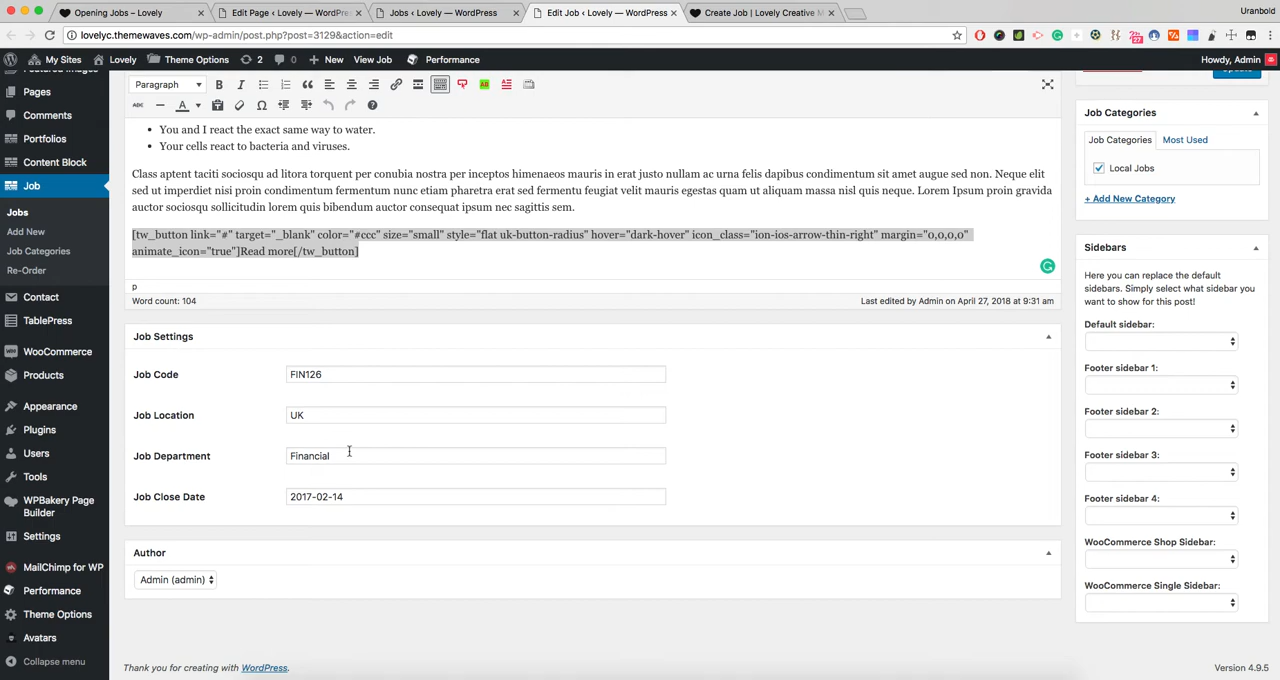 Opening Jobs – Lovely
Edit Page ‹ Lovely — WordPres
Jobs ‹ Lovely — WordPress
Edit Job ‹ Lovely — WordPress
Create Job | Lovely Creative M
Uranbold
lovelyc.themewaves.com/wp-admin/post.php?post=3129&action=edit
My Sites
Lovely
Theme Options
2
0
New
View Job
Performance
Howdy, Admin
Pages
Comments
Portfolios
Content Block
Job
Jobs
Add New
Job Categories
Re-Order
Contact
TablePress
WooCommerce
Products
Appearance
Plugins
Users
Tools
WPBakery Page
Builder
Settings
MailChimp for WP
Performance
Theme Options
Avatars
Collapse menu
Paragraph
B
I
ABC
A
You and I react the exact same way to water.
Your cells react to bacteria and viruses.
Class aptent taciti sociosqu ad litora torquent per conubia nostra per inceptos himenaeos mauris in erat justo nullam ac urna felis dapibus condimentum sit amet augue sed non. Neque elit
sed ut imperdiet nisi proin condimentum fermentum nunc etiam pharetra erat sed fermentu feugiat velit mauris egestas quam ut aliquam massa nisl quis neque. Lorem Ipsum proin gravida
auctor sociosqu sollicitudin lorem quis bibendum auctor consequat ipsum nec sagittis sem.
[tw_button link="#" target="_blank" color="#ccc" size="small" style="flat uk-button-radius" hover="dark-hover" icon_class="ion-ios-arrow-thin-right" margin="0,0,0,0"
animate_icon="true"]Read more[/tw_button]
p
Word count: 104
Last edited by Admin on April 27, 2018 at 9:31 am
Job Settings
Job Code
FIN126
Job Location
UK
Job Department
Financial
Job Close Date
2017-02-14
Author
Admin (admin)
Thank you for creating with WordPress.
Version 4.9.5
Job Categories
Job Categories
Most Used
Local Jobs
+ Add New Category
Sidebars
Here you can replace the default
sidebars. Simply select what sidebar you
want to show for this post!
Default sidebar:
Footer sidebar 1:
Footer sidebar 2:
Footer sidebar 3:
Footer sidebar 4:
WooCommerce Shop Sidebar:
WooCommerce Single Sidebar: